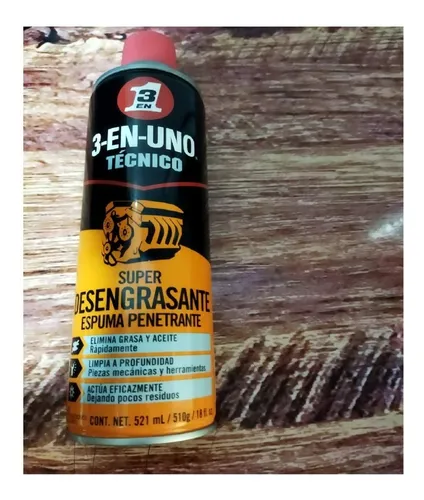 3
EN
1
3-EN-UNO
TÉCNICO
SUPER
DESENGRASANTE
ESPUMA PENETRANTE
ELIMINA GRASA Y ACEITE
Rápidamente
LIMPIA A PROFUNDIDAD
Piezas mecánicas y herramientas
ACTÚA EFICAZMENTE
Dejando pocos residuos
CONT. NET. 521 mL / 510g / 18 fl. oz.